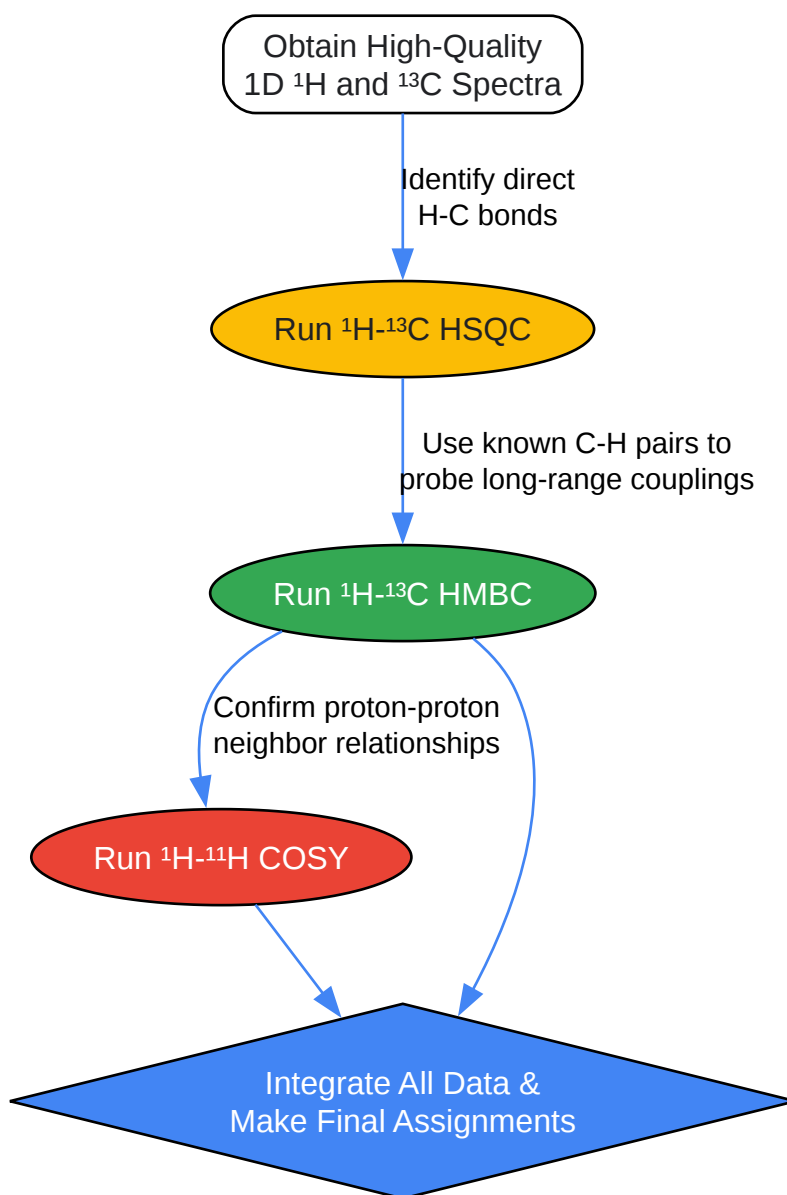 Obtain High-Quality
1D ¹H and ¹³C Spectra
Identify direct
H-C bonds
Run ¹H-¹³C HSQC
Use known C-H pairs to
probe long-range couplings
Run ¹H-¹³C HMBC
Confirm proton-proton
neighbor relationships
Run ¹H-¹¹H COSY
Integrate All Data &
Make Final Assignments